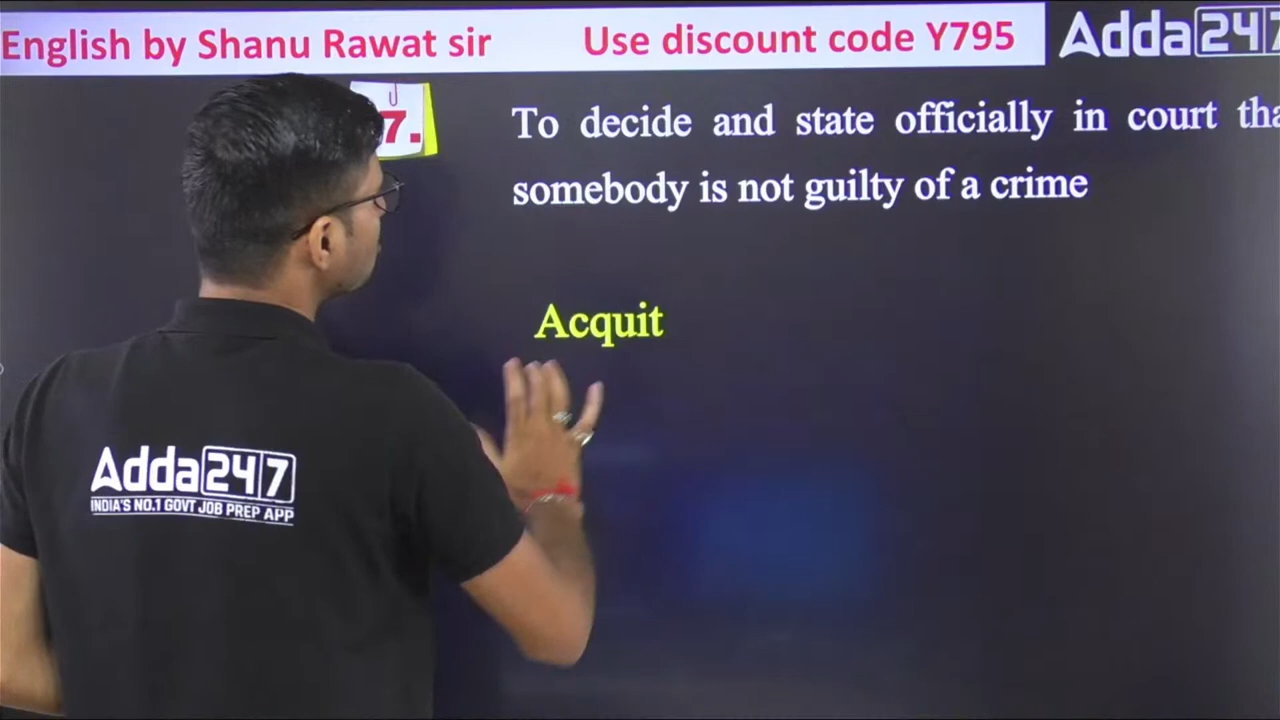 English by Shanu Rawat sir Use discount code Y795 Adda247
7. To decide and state officially in court
somebody is not guilty of a crime
Acquit
Adda247
INDIA'S NO.1 GOVT JOB PREP APP